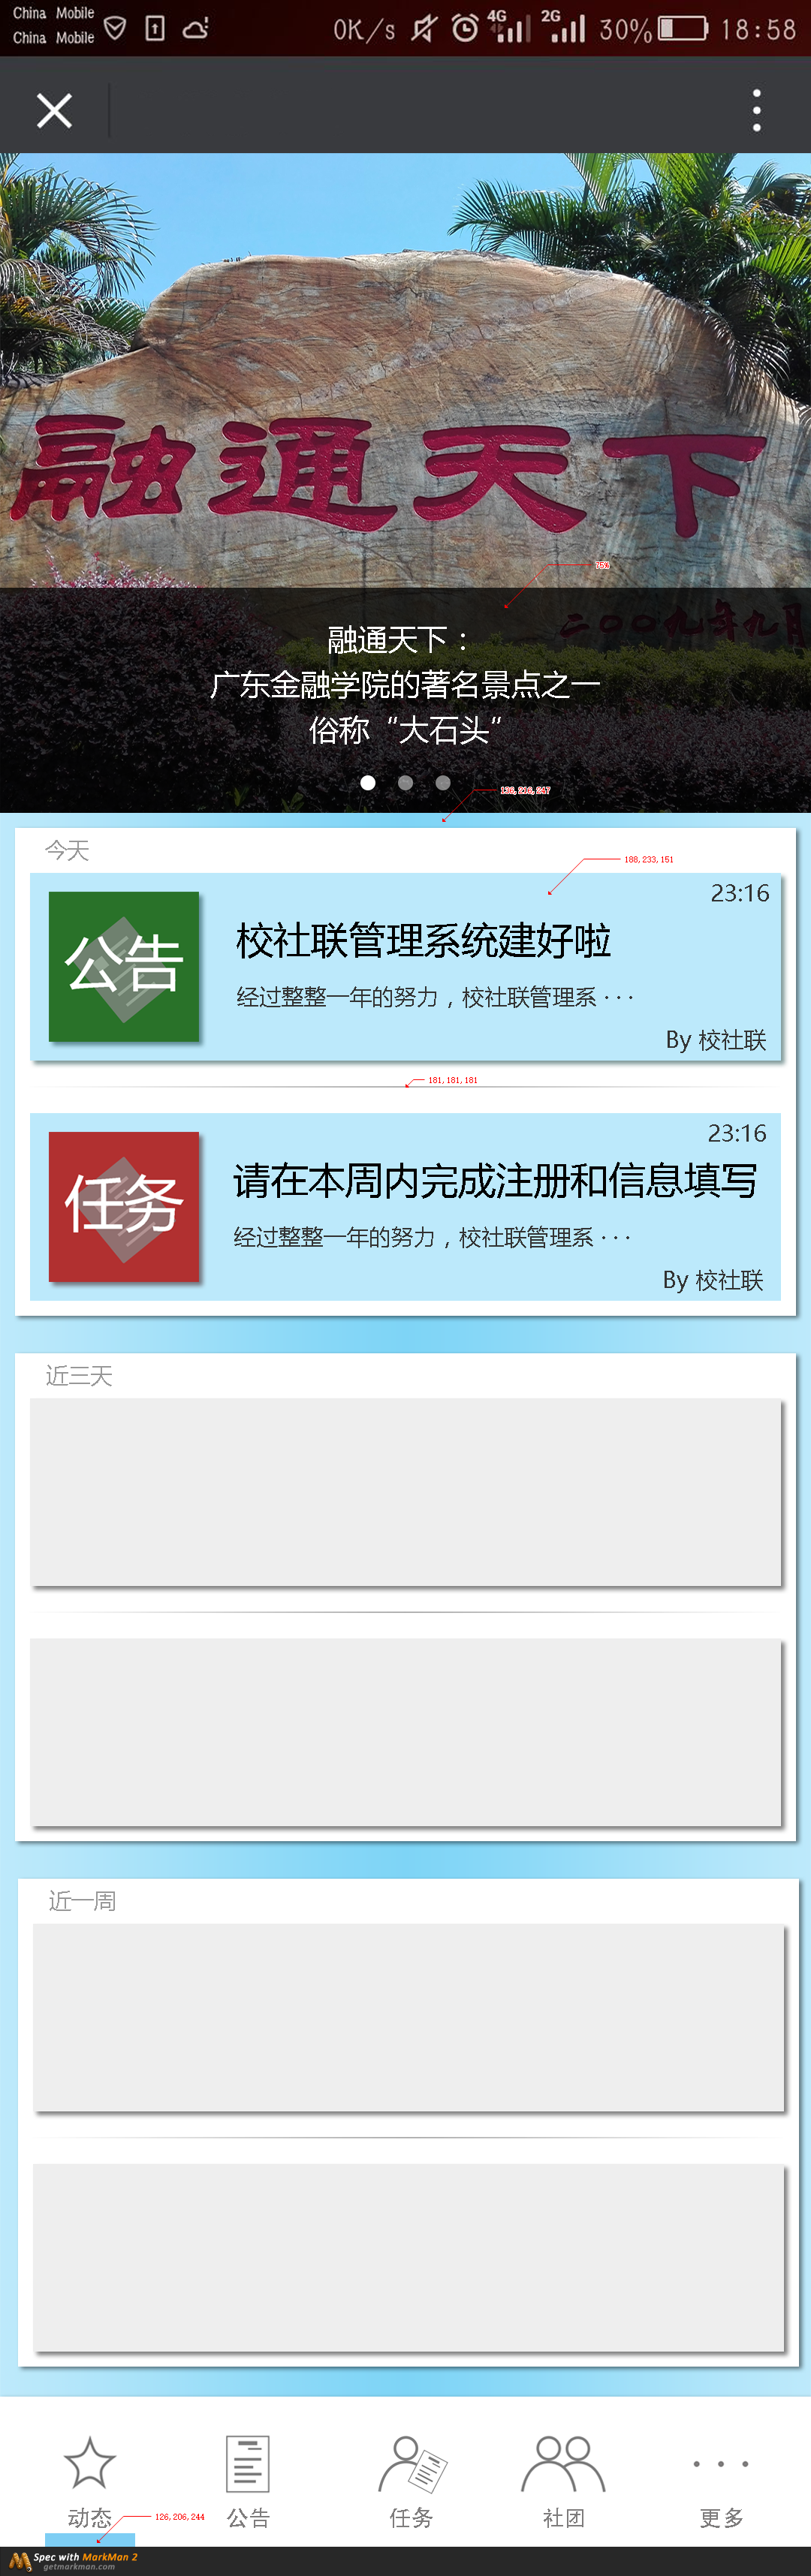 China Mobile
China Mobile
0K/s
4G
2G
30%
18:58
融通天下
75%
二○○九年九月
融通天下：
广东金融学院的著名景点之一
俗称“大石头”
今天
188,233,151
23:16
公告
校社联管理系统建好啦
经过整整一年的努力，校社联管理系···
By 校社联
181,181,181
23:16
任务
请在本周内完成注册和信息填写
经过整整一年的努力，校社联管理系···
By 校社联
近三天
近一周
动态
公告
任务
社团
更多
126,206,244
Spec with MarkMan 2
getmarkman.com